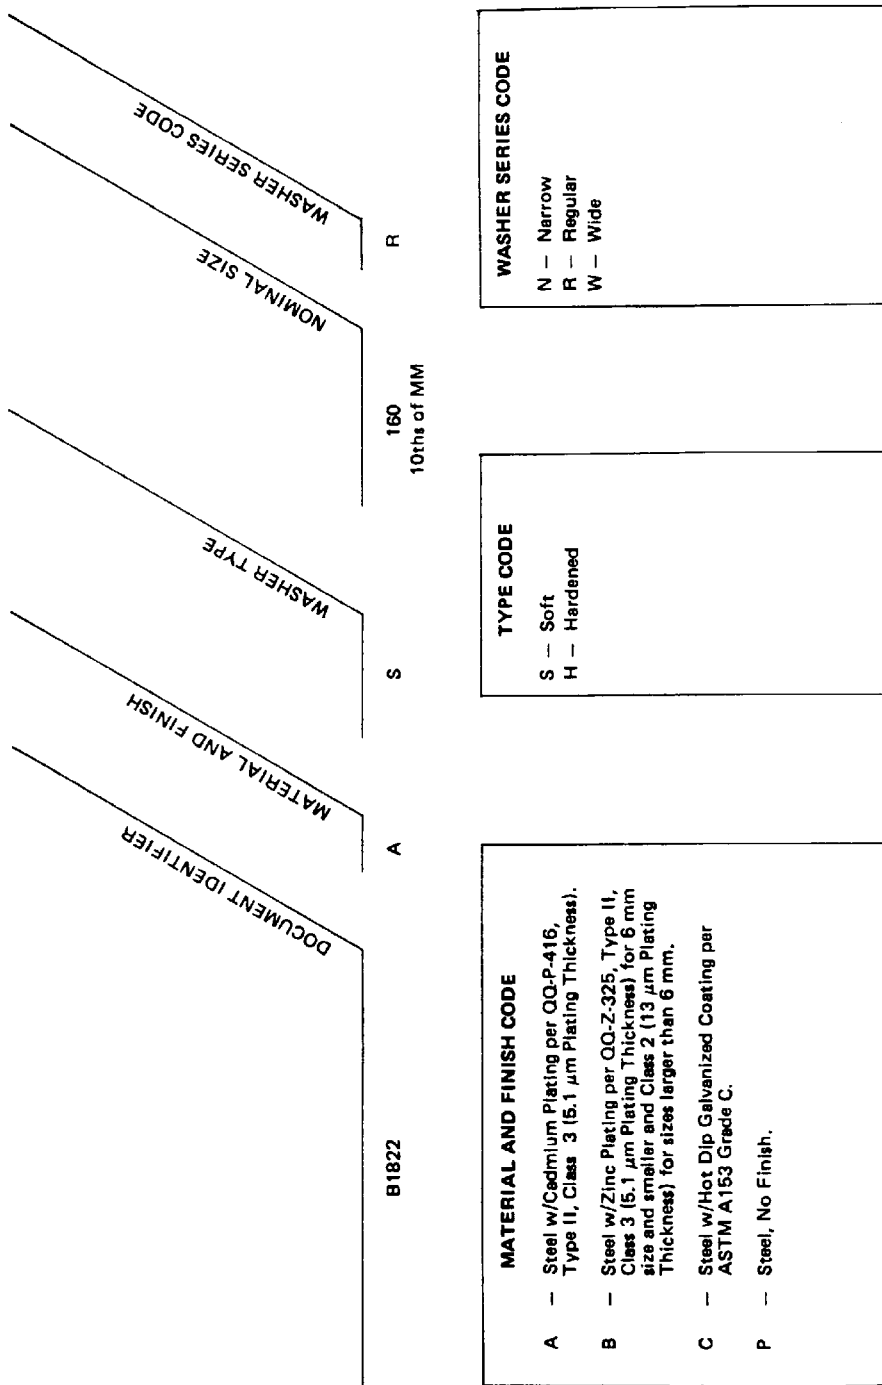 DOCUMENT IDENTIFIER
MATERIAL AND FINISH
WASHER TYPE
NOMINAL SIZE
WASHER SERIES CODE
B1822
A
S
160
10ths of MM
R
MATERIAL AND FINISH CODE
A – Steel w/Cadmium Plating per QQ-P-416,
Type II, Class 3 (5.1 μm Plating Thickness).
B – Steel w/Zinc Plating per QQ-Z-325, Type II,
Class 3 (5.1 μm Plating Thickness) for 6 mm
size and smaller and Class 2 (13 μm Plating
Thickness) for sizes larger than 6 mm.
C – Steel w/Hot Dip Galvanized Coating per
ASTM A153 Grade C.
P – Steel, No Finish.
TYPE CODE
S – Soft
H – Hardened
WASHER SERIES CODE
N – Narrow
R – Regular
W – Wide